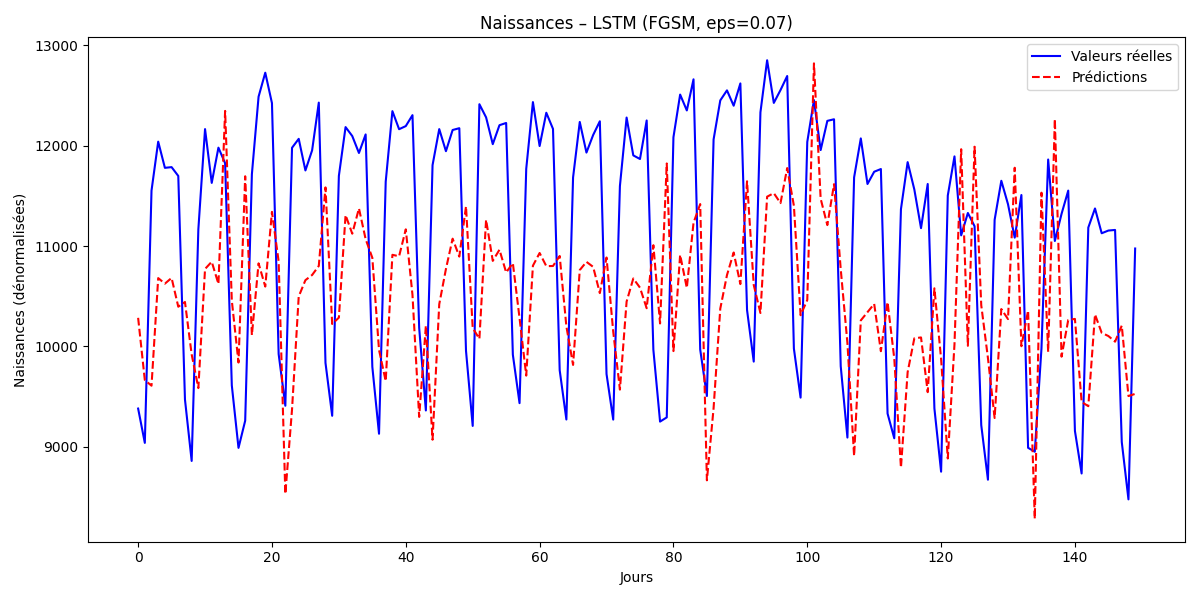 Naissances – LSTM (FGSM, eps=0.07)
Valeurs réelles
Prédictions
Naissances (dénormalisées)
13000
12000
11000
10000
9000
0 20 40 60 80 100 120 140
Jours